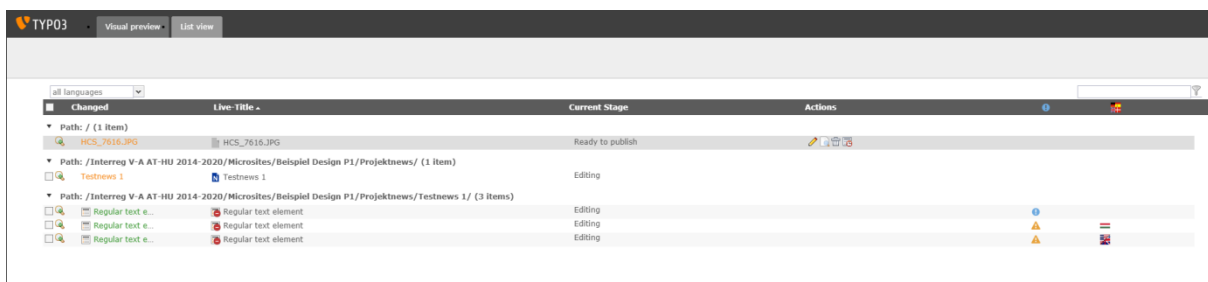 TYPO3 Visual preview List view
all languages
Changed Live-Title Current Stage Actions
Path: / (1 item)
HCS_7616.JPG HCS_7616.JPG Ready to publish
Path: /Interreg V-A AT-HU 2014-2020/Microsites/Beispiel Design P1/Projektnews/ (1 item)
Testnews 1 N Testnews 1 Editing
Path: /Interreg V-A AT-HU 2014-2020/Microsites/Beispiel Design P1/Projektnews/Testnews 1/ (3 items)
Regular text e... Regular text element Editing
Regular text e... Regular text element Editing
Regular text e... Regular text element Editing